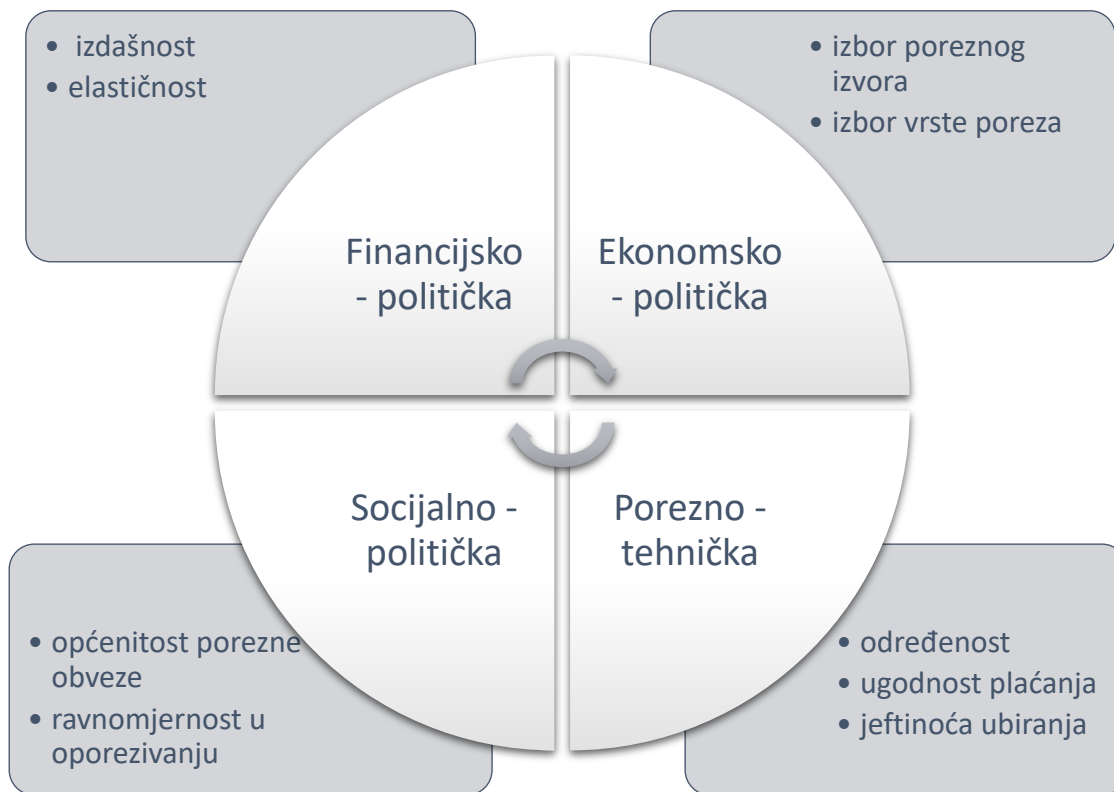 • izdašnost
• elastičnost
• izbor poreznog
izvora
• izbor vrste poreza
Financijsko
- politička
Ekonomsko
- politička
Socijalno -
politička
Porezno -
tehnička
• općenitost porezne
obveze
• ravnomjernost u
oporezivanju
• određenost
• ugodnost plaćanja
• jeftinoća ubiranja